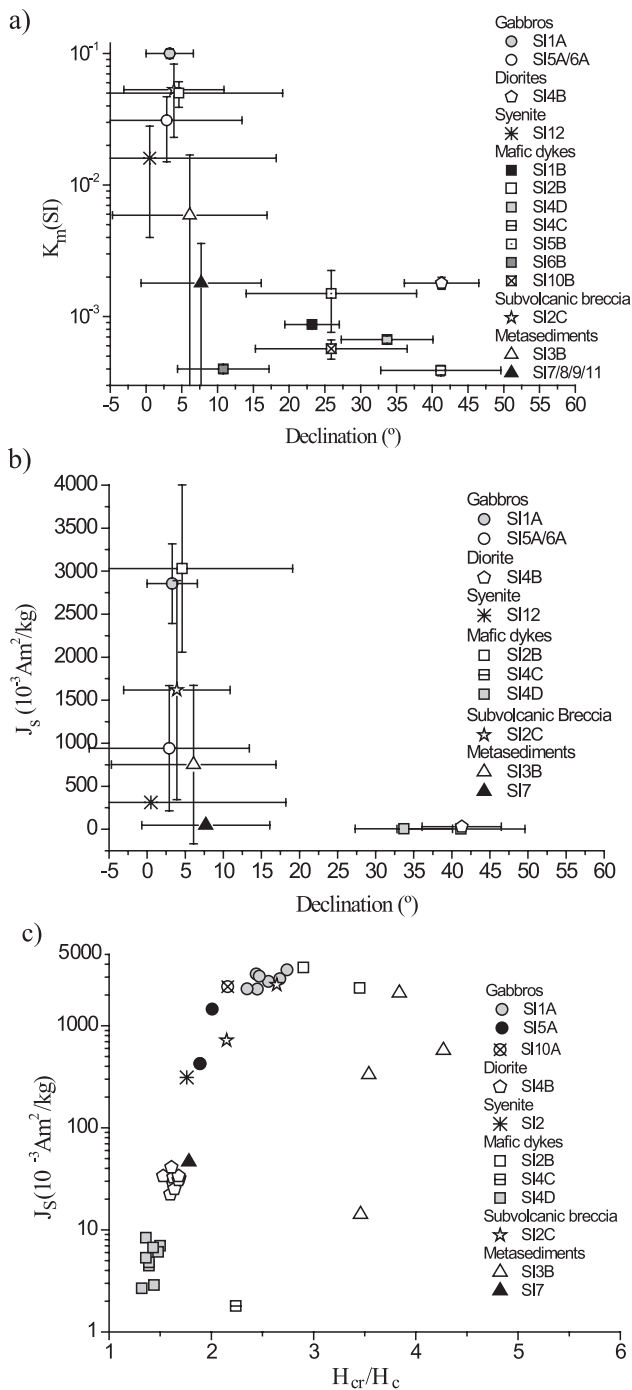 a)
10⁻¹
10⁻²
10⁻³
Kₘ(SI)
-5 0 5 10 15 20 25 30 35 40 45 50 55 60
Declination (º)
Gabbros
SI1A
SI5A/6A
Diorites
SI4B
Syenite
SI12
Mafic dykes
SI1B
SI2B
SI4D
SI4C
SI5B
SI6B
SI10B
Subvolcanic breccia
SI2C
Metasediments
SI3B
SI7/8/9/11
b)
4000
3500
3000
2500
2000
1500
1000
500
0
Jₛ (10⁻³Am²/kg)
-5 0 5 10 15 20 25 30 35 40 45 50 55 60
Declination (º)
Gabbros
SI1A
SI5A/6A
Diorite
SI4B
Syenite
SI12
Mafic dykes
SI2B
SI4C
SI4D
Subvolcanic Breccia
SI2C
Metasediments
SI3B
SI7
c)
5000
1000
100
10
1
J_S(10⁻³Am²/kg)
1 2 3 4 5 6
H_cr/H_c
Gabbros
SI1A
SI5A
SI10A
Diorite
SI4B
Syenite
SI2
Mafic dykes
SI2B
SI4C
SI4D
Subvolcanic breccia
SI2C
Metasediments
SI3B
SI7